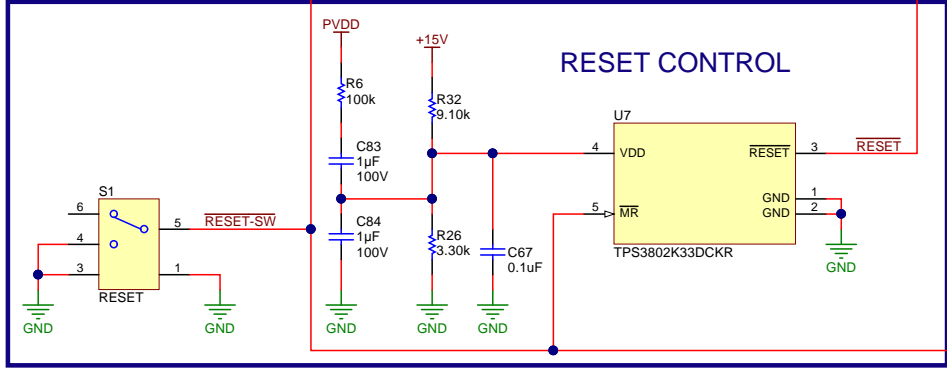 PVDD
+15V
RESET CONTROL
R6
100k
R32
9.10k
U7
C83
1µF
100V
4
VDD
RESET
3
RESET
S1
6
5
RESET-SW
4
3
1
RESET
C84
1µF
100V
R26
3.30k
C67
0.1uF
5
MR
GND
1
GND
2
TPS3802K33DCKR
GND
GND
GND
GND
GND
GND